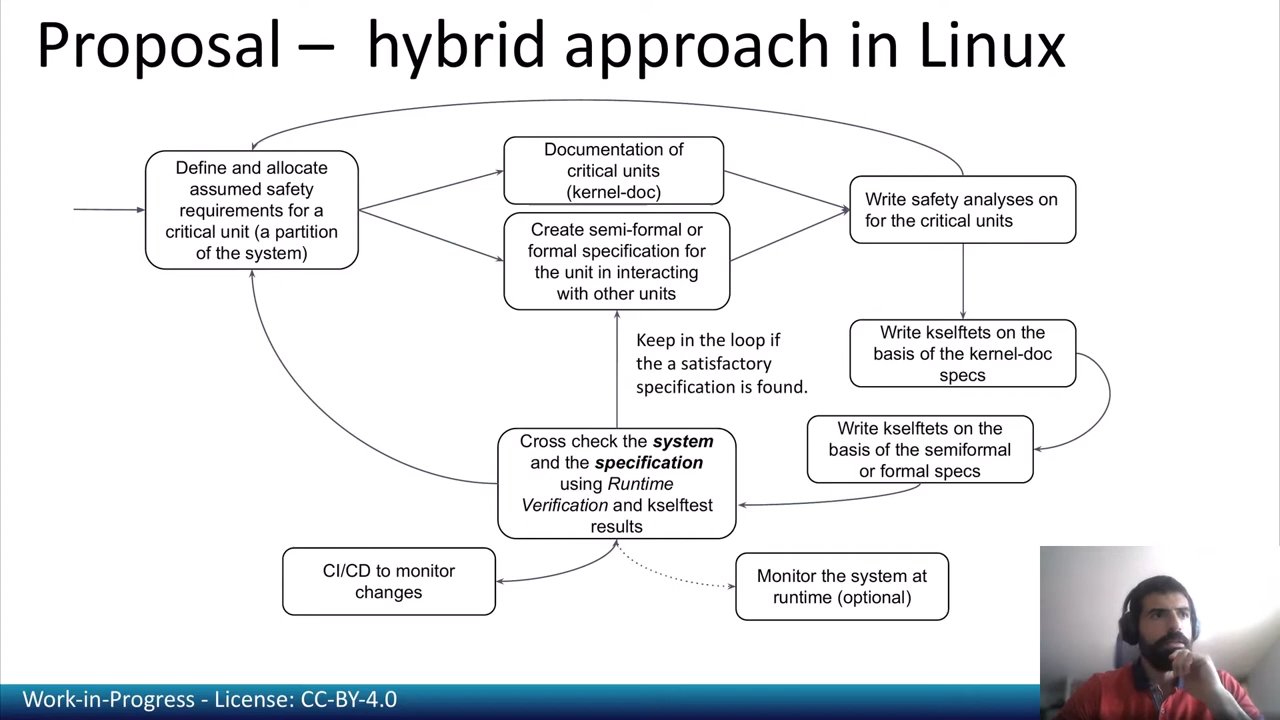 Proposal – hybrid approach in Linux
Define and allocate
assumed safety
requirements for a
critical unit (a partition
of the system)
Documentation of
critical units
(kernel-doc)
Create semi-formal or
formal specification for
the unit in interacting
with other units
Write safety analyses on
for the critical units
Write kselftets on the
basis of the kernel-doc
specs
Write kselftets on the
basis of the semiformal
or formal specs
Keep in the loop if
the a satisfactory
specification is found.
Cross check the system
and the specification
using Runtime
Verification and kselftest
results
CI/CD to monitor
changes
Monitor the system at
runtime (optional)
Work-in-Progress - License: CC-BY-4.0